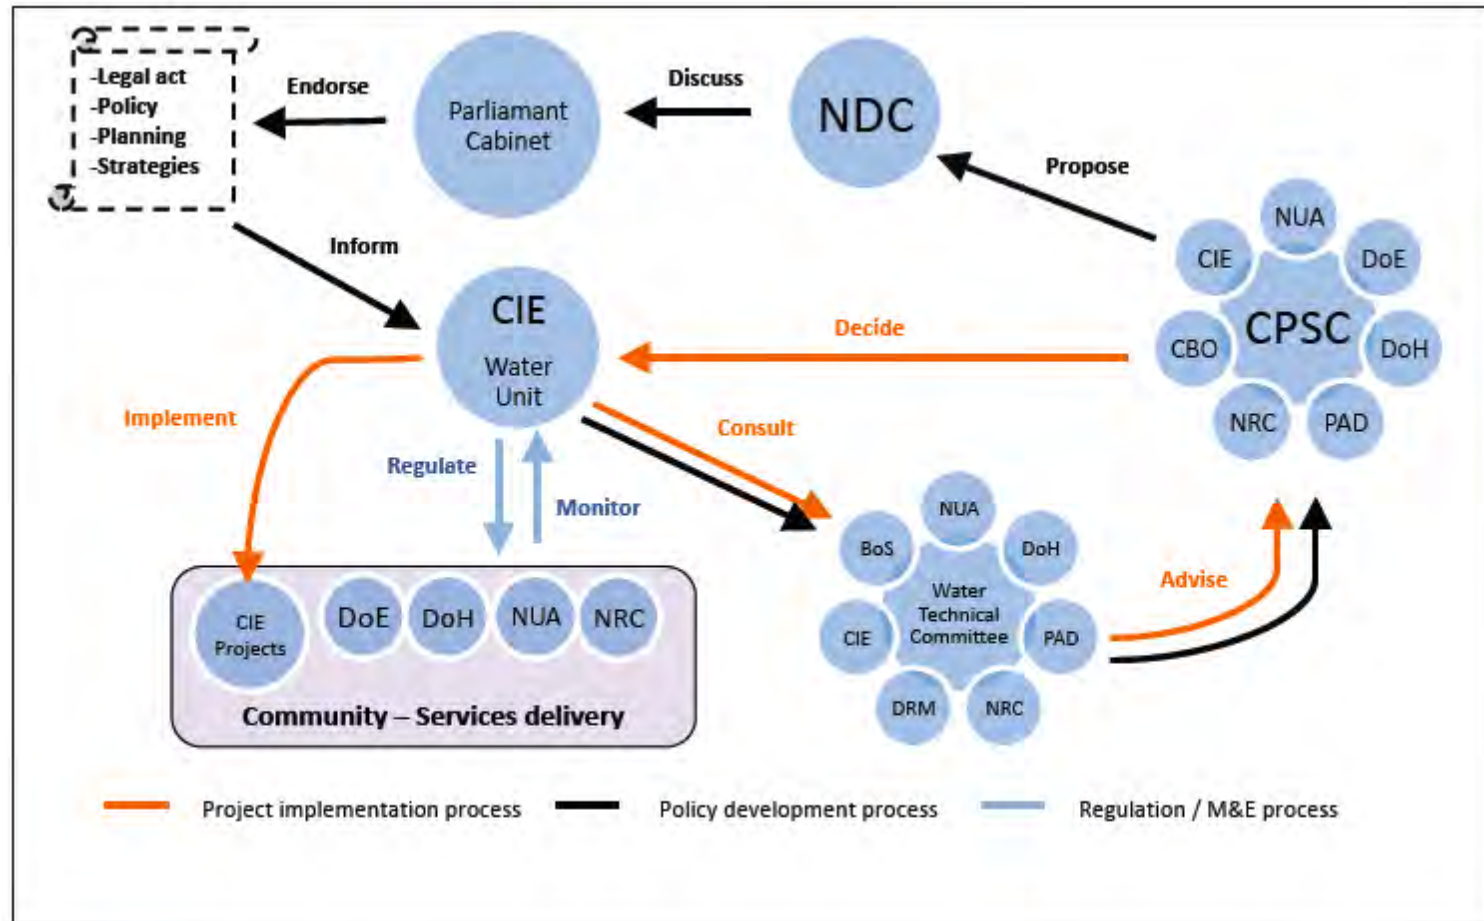 -Legal act
-Policy
-Planning
-Strategies
Endorse
Parliamant
Cabinet
Discuss
NDC
Propose
Inform
CIE
Water
Unit
Decide
NUA
CIE
DoE
CBO
CPSC
DoH
NRC
PAD
Implement
Consult
Regulate
Monitor
NUA
BoS
DoH
Water
Technical
Committee
CIE
PAD
DRM
NRC
Advise
CIE
Projects
DoE
DoH
NUA
NRC
Community – Services delivery
Project implementation process
Policy development process
Regulation / M&E process